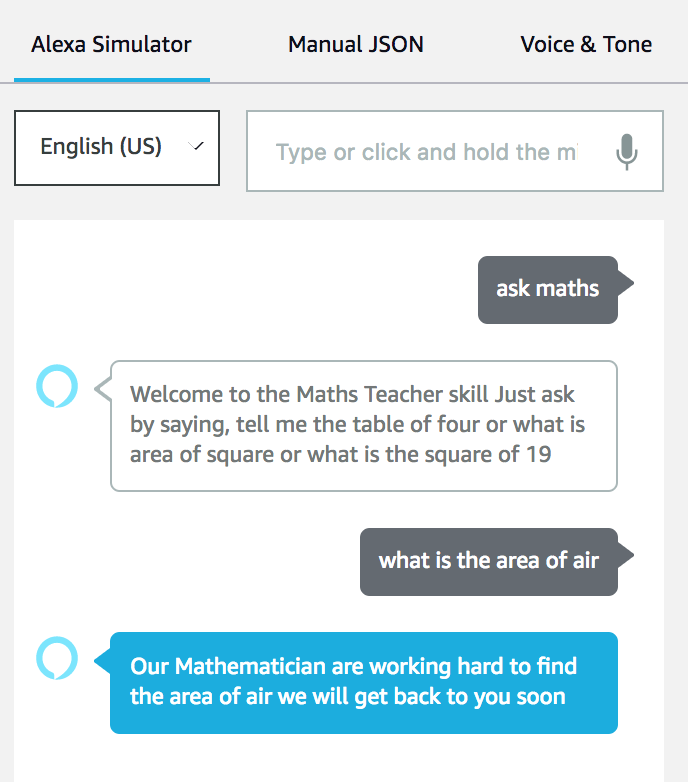 Alexa Simulator
Manual JSON
Voice & Tone
English (US)
Type or click and hold the
ask maths
Welcome to the Maths Teacher skill Just ask
by saying, tell me the table of four or what is
area of square or what is the square of 19
what is the area of air
Our Mathematician are working hard to find
the area of air we will get back to you soon